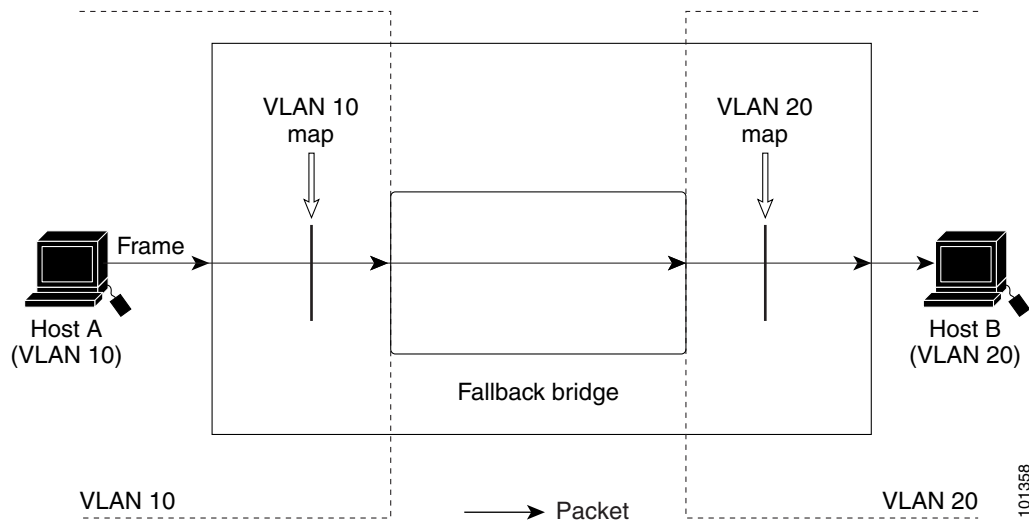 VLAN 10
map
VLAN 20
map
Frame
Host A
(VLAN 10)
Host B
(VLAN 20)
Fallback bridge
VLAN 10
Packet
VLAN 20
101358